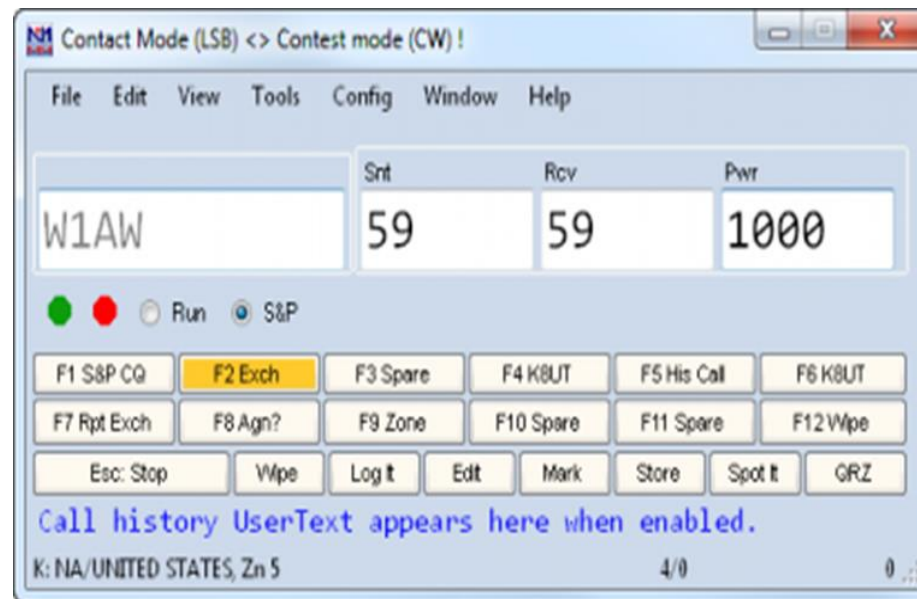 Contact Mode (LSB) <> Contest mode (CW) !
File Edit View Tools Config Window Help
Snt Rcv Pwr
W1AW 59 59 1000
Run S&P
F1 S&P CQ F2 Exch F3 Spare F4 K8UT F5 His Call F6 K8UT
F7 Rpt Exch F8 Agn? F9 Zone F10 Spare F11 Spare F12 Wipe
Esc: Stop Wipe Log It Edit Mark Store Spot It QRZ
Call history UserText appears here when enabled.
K: NA/UNITED STATES, Zn 5 4/0 0